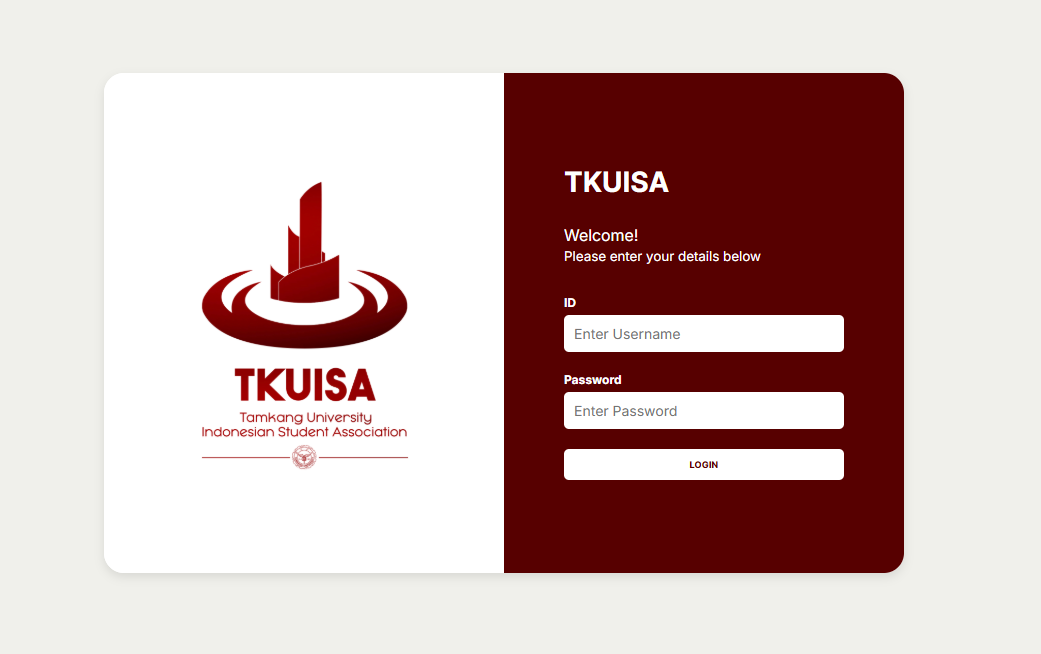 TKUISA
Tamkang University
Indonesian Student Association
TKUISA
Welcome!
Please enter your details below
ID
Enter Username
Password
Enter Password
LOGIN